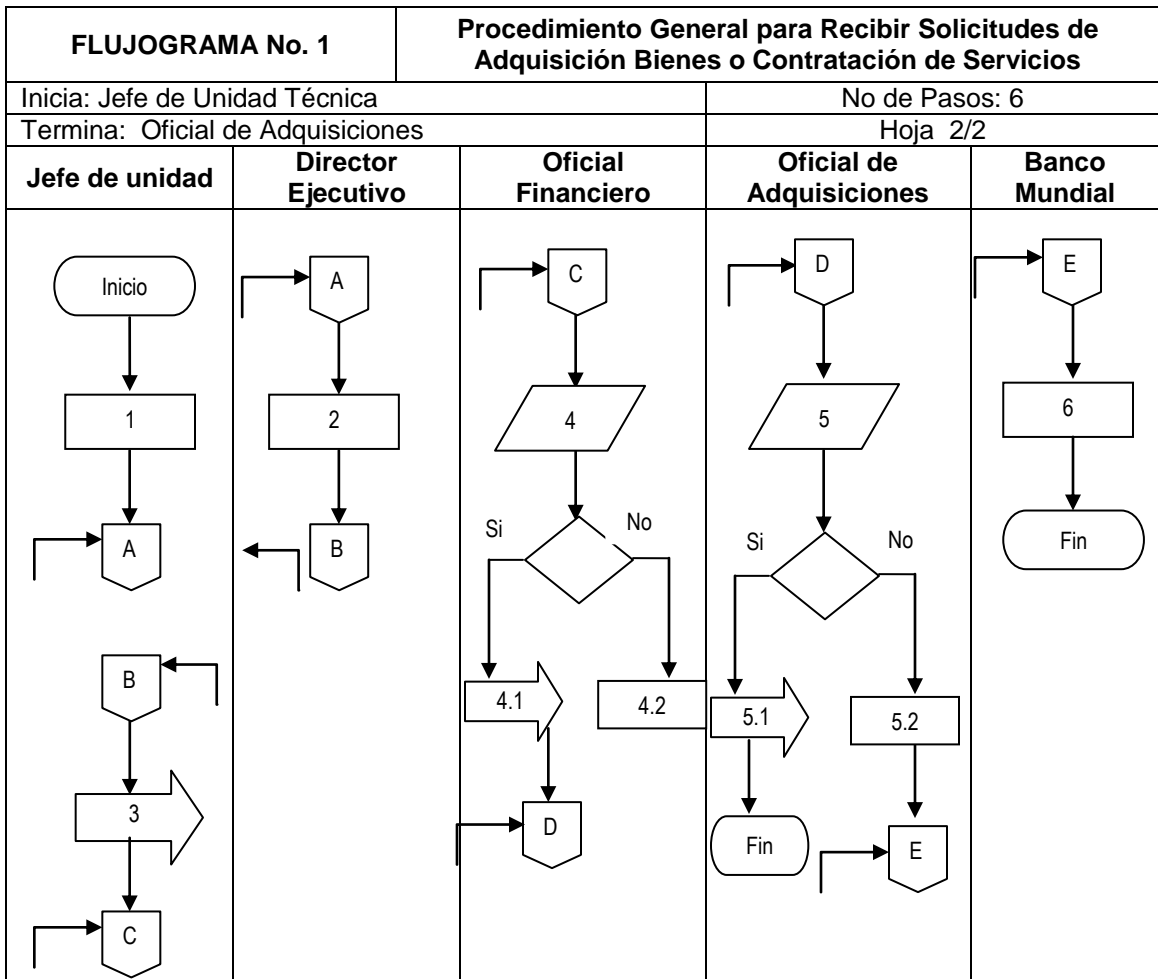 FLUJOGRAMA No. 1
Procedimiento General para Recibir Solicitudes de
Adquisición Bienes o Contratación de Servicios
Inicia: Jefe de Unidad Técnica
No de Pasos: 6
Termina: Oficial de Adquisiciones
Hoja 2/2
Jefe de unidad
Director
Ejecutivo
Oficial
Financiero
Oficial de
Adquisiciones
Banco
Mundial
Inicio
1
A
B
3
C
A
2
B
C
4
Si
No
4.1
4.2
D
D
5
Si
No
5.1
5.2
Fin
E
E
6
Fin